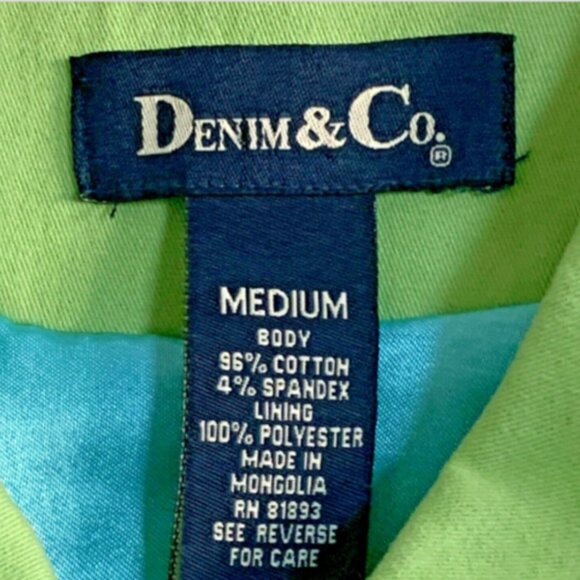 DENIM & CO.®
MEDIUM
BODY
96% COTTON
4% SPANDEX
LINING
100% POLYESTER
MADE IN
MONGOLIA
RN 81893
SEE REVERSE
FOR CARE